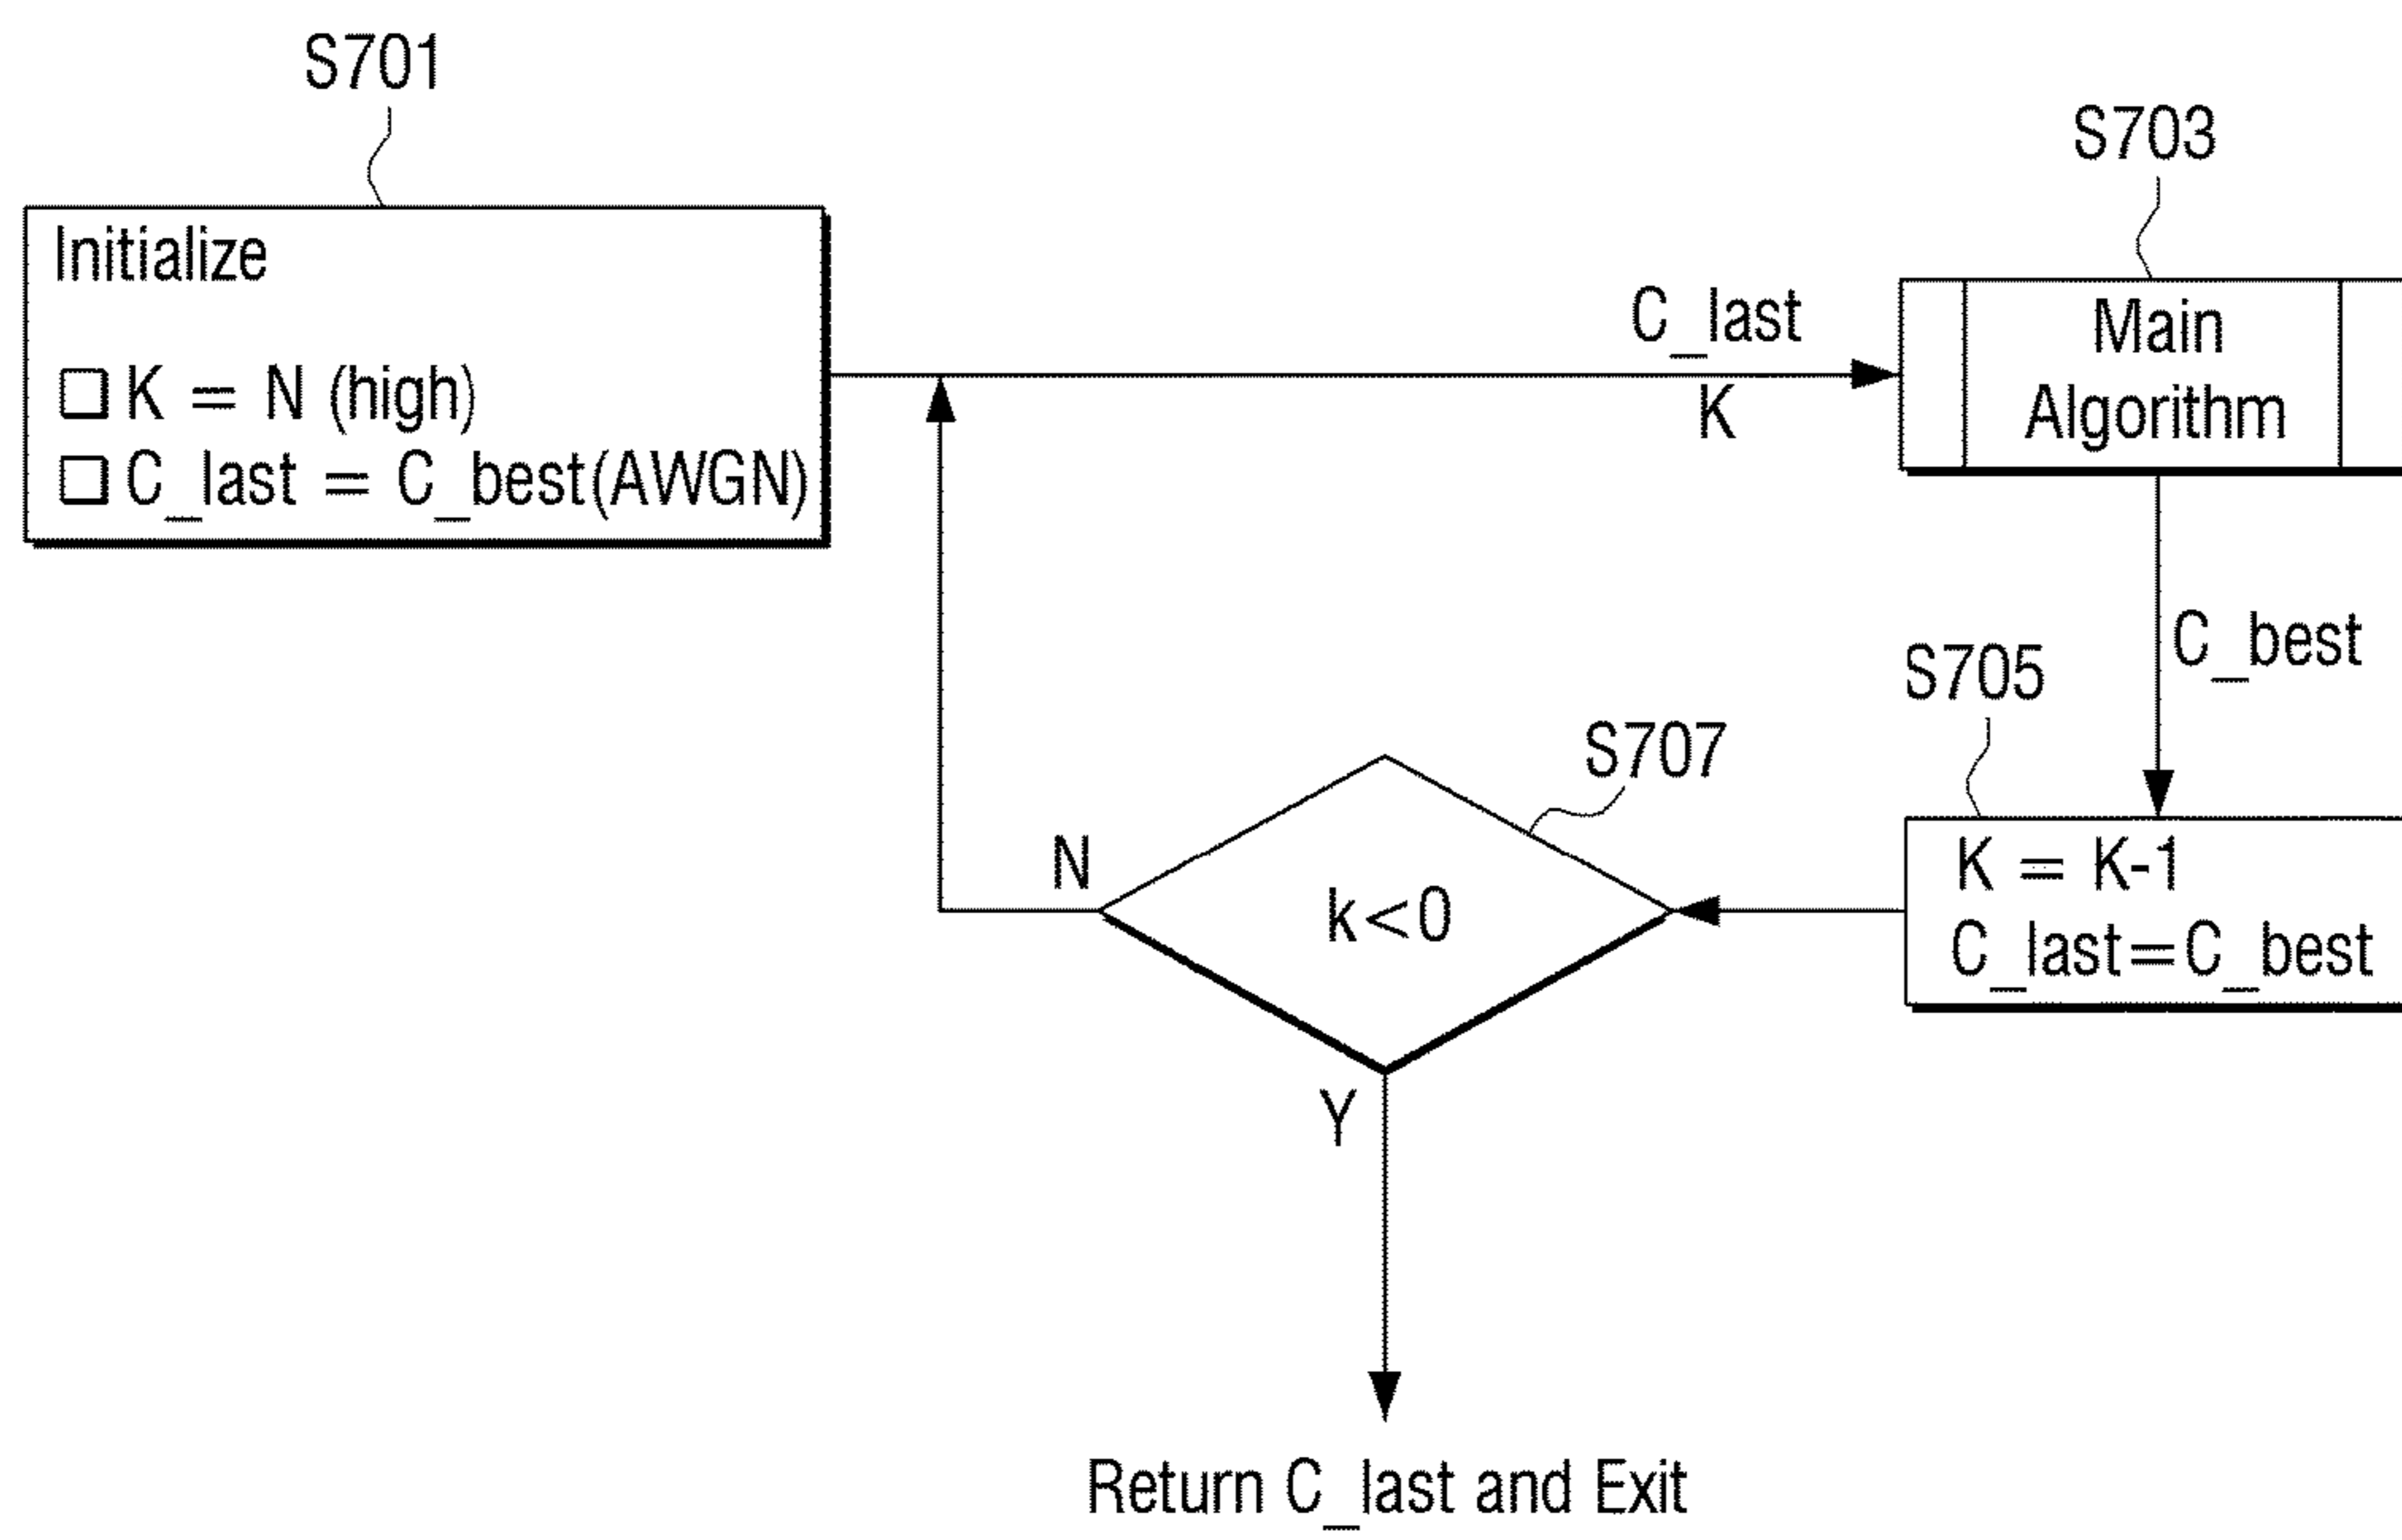 S701
Initialize
□ K = N (high)
□ C_last = C_best(AWGN)
C_last
K
S703
Main
Algorithm
C_best
S705
K = K-1
C_last=C_best
S707
k<0
N
Y
Return C_last and Exit